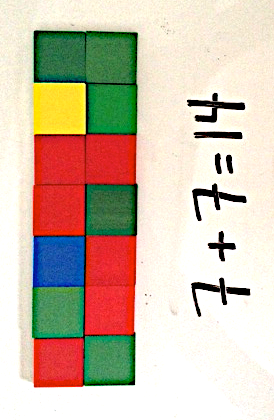 7 + 7 = 14